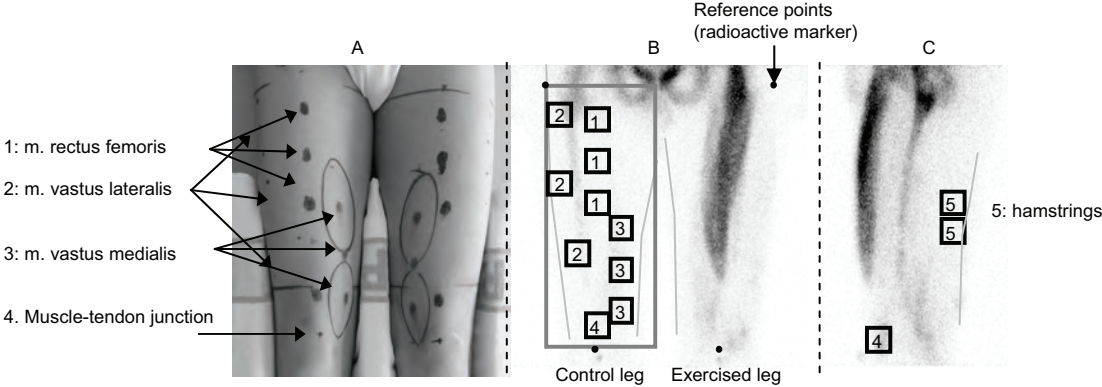 Reference points
(radioactive marker)
A
B
C
1: m. rectus femoris
2: m. vastus lateralis
3: m. vastus medialis
4. Muscle-tendon junction
2
1
1
2
1
3
2
3
3
4
5
5
5: hamstrings
4
Control leg
Exercised leg